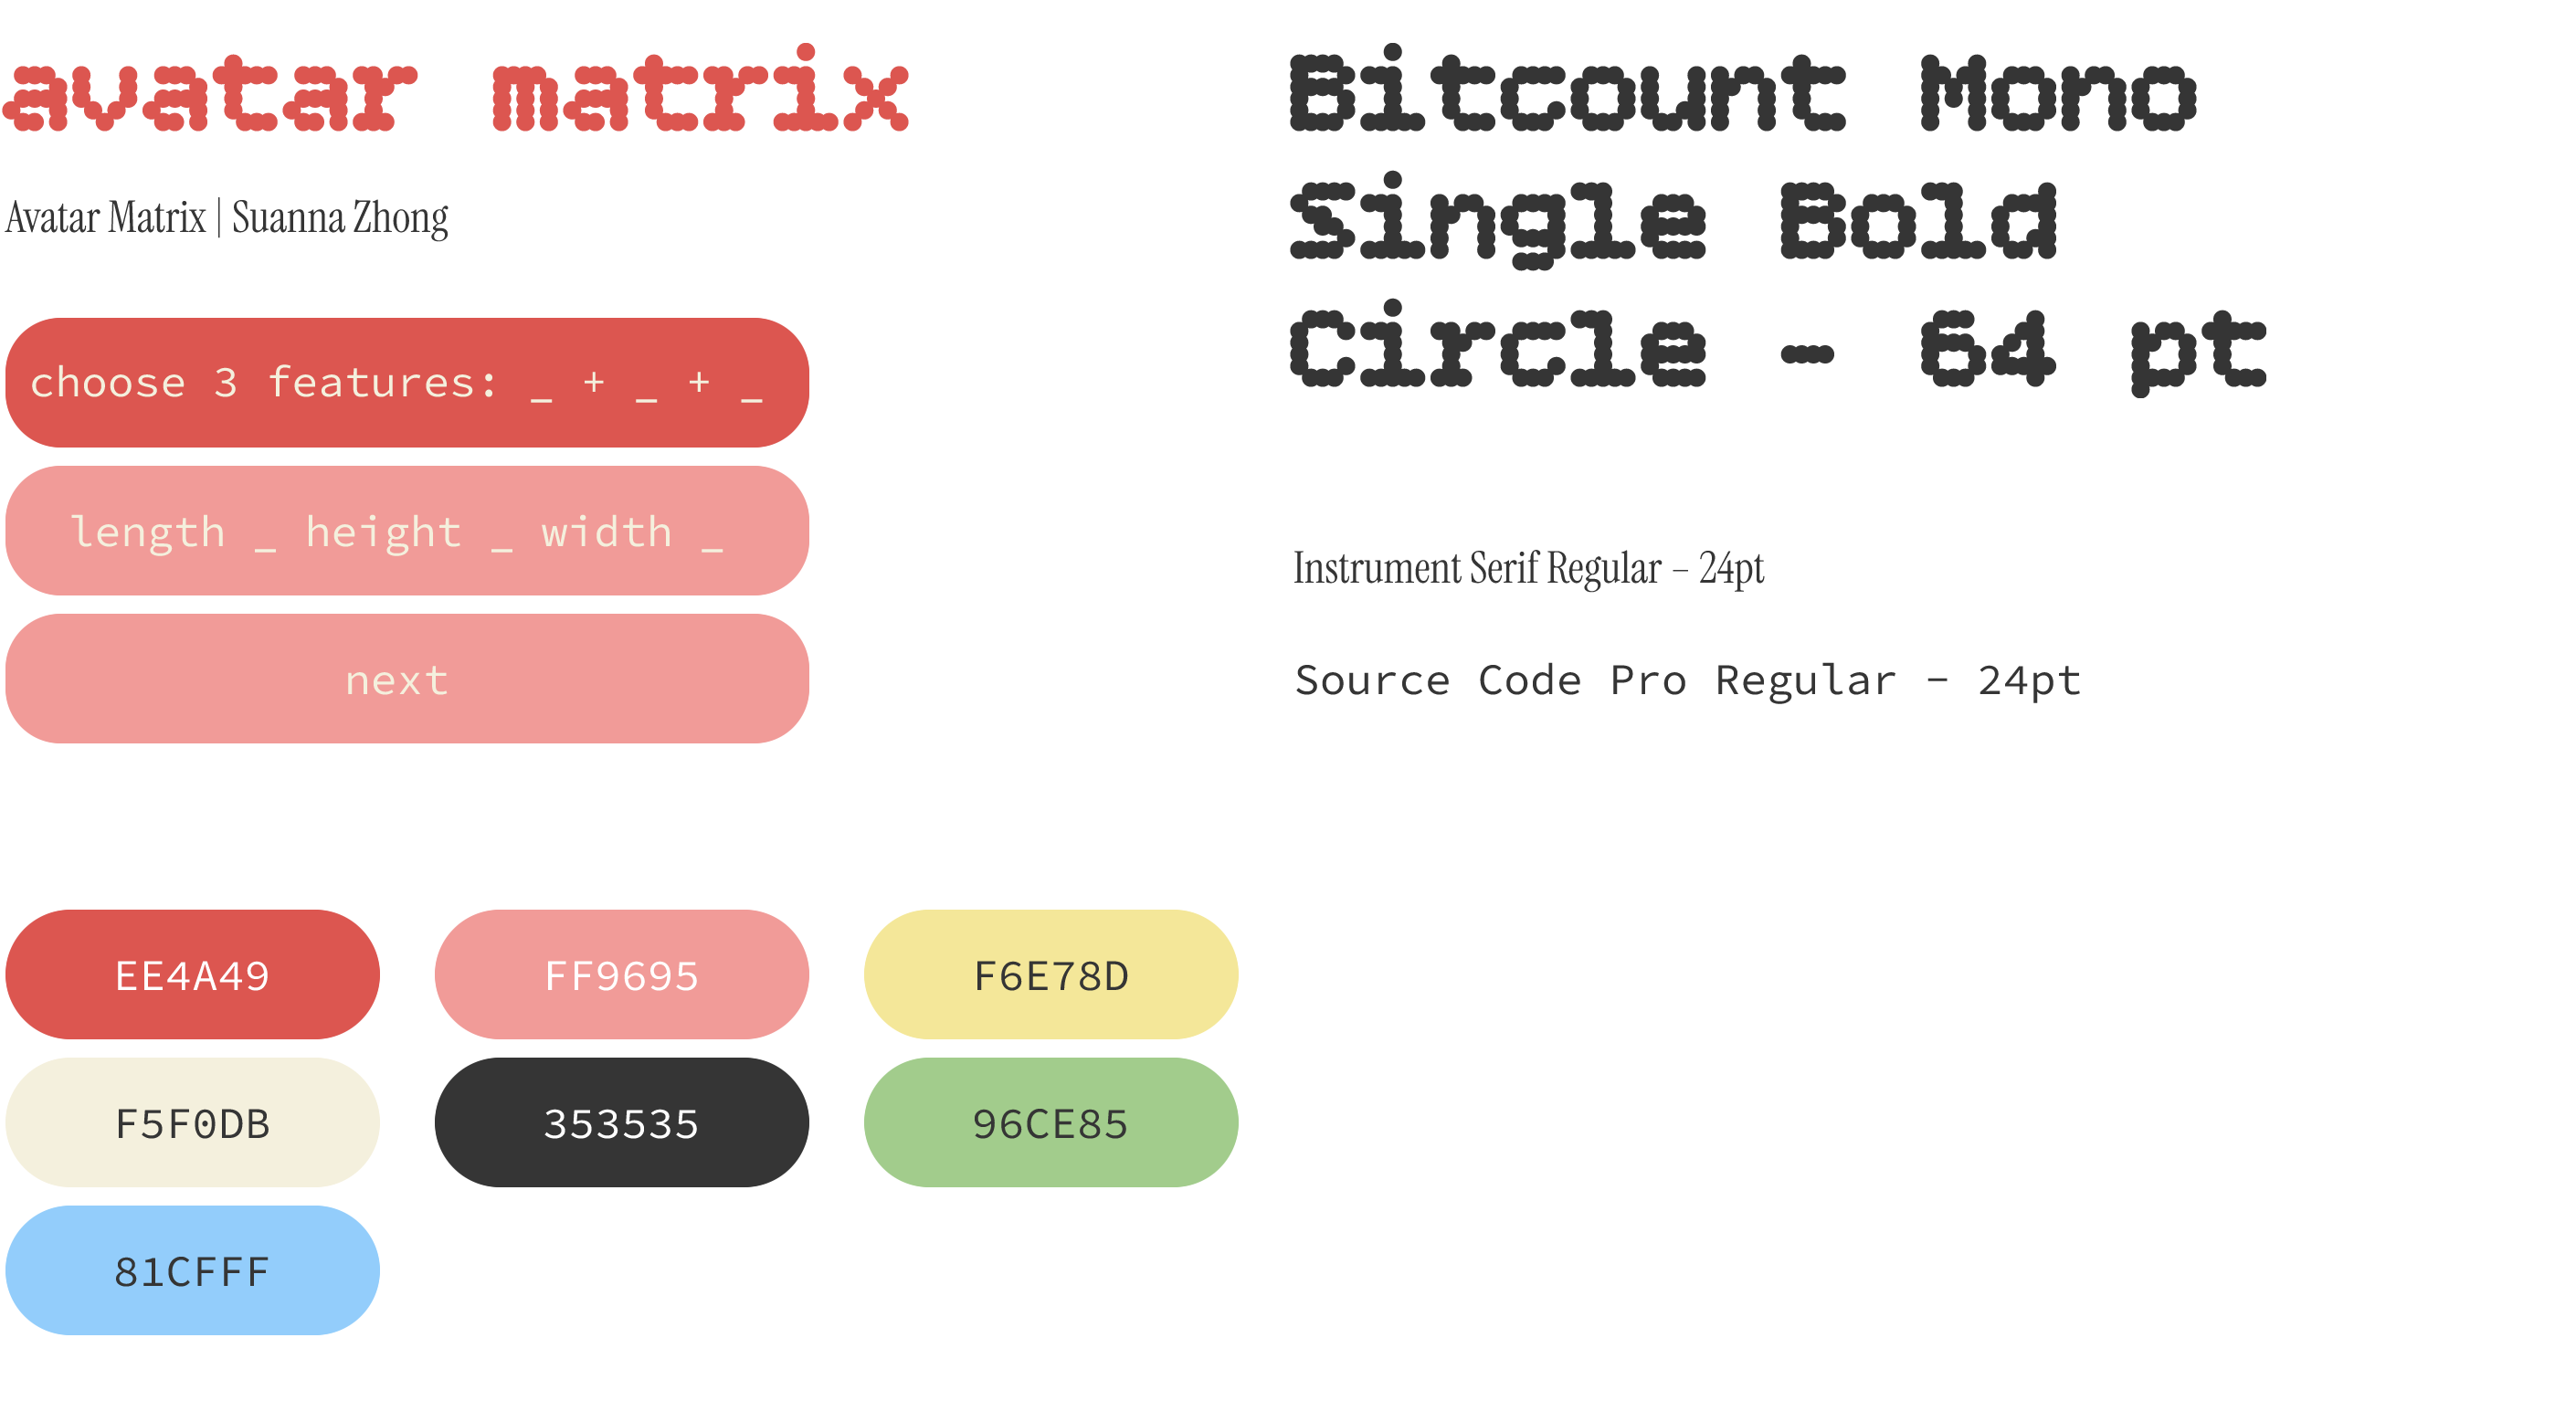 avatar matrix
Avatar Matrix | Suanna Zhong
choose 3 features: _ + _ + _
length _ height _ width _
next
Bitcount Mono
Single Bold
Circle - 64 pt
Instrument Serif Regular – 24pt
Source Code Pro Regular – 24pt
EE4A49
FF9695
F6E78D
F5F0DB
353535
96CE85
81CFFF